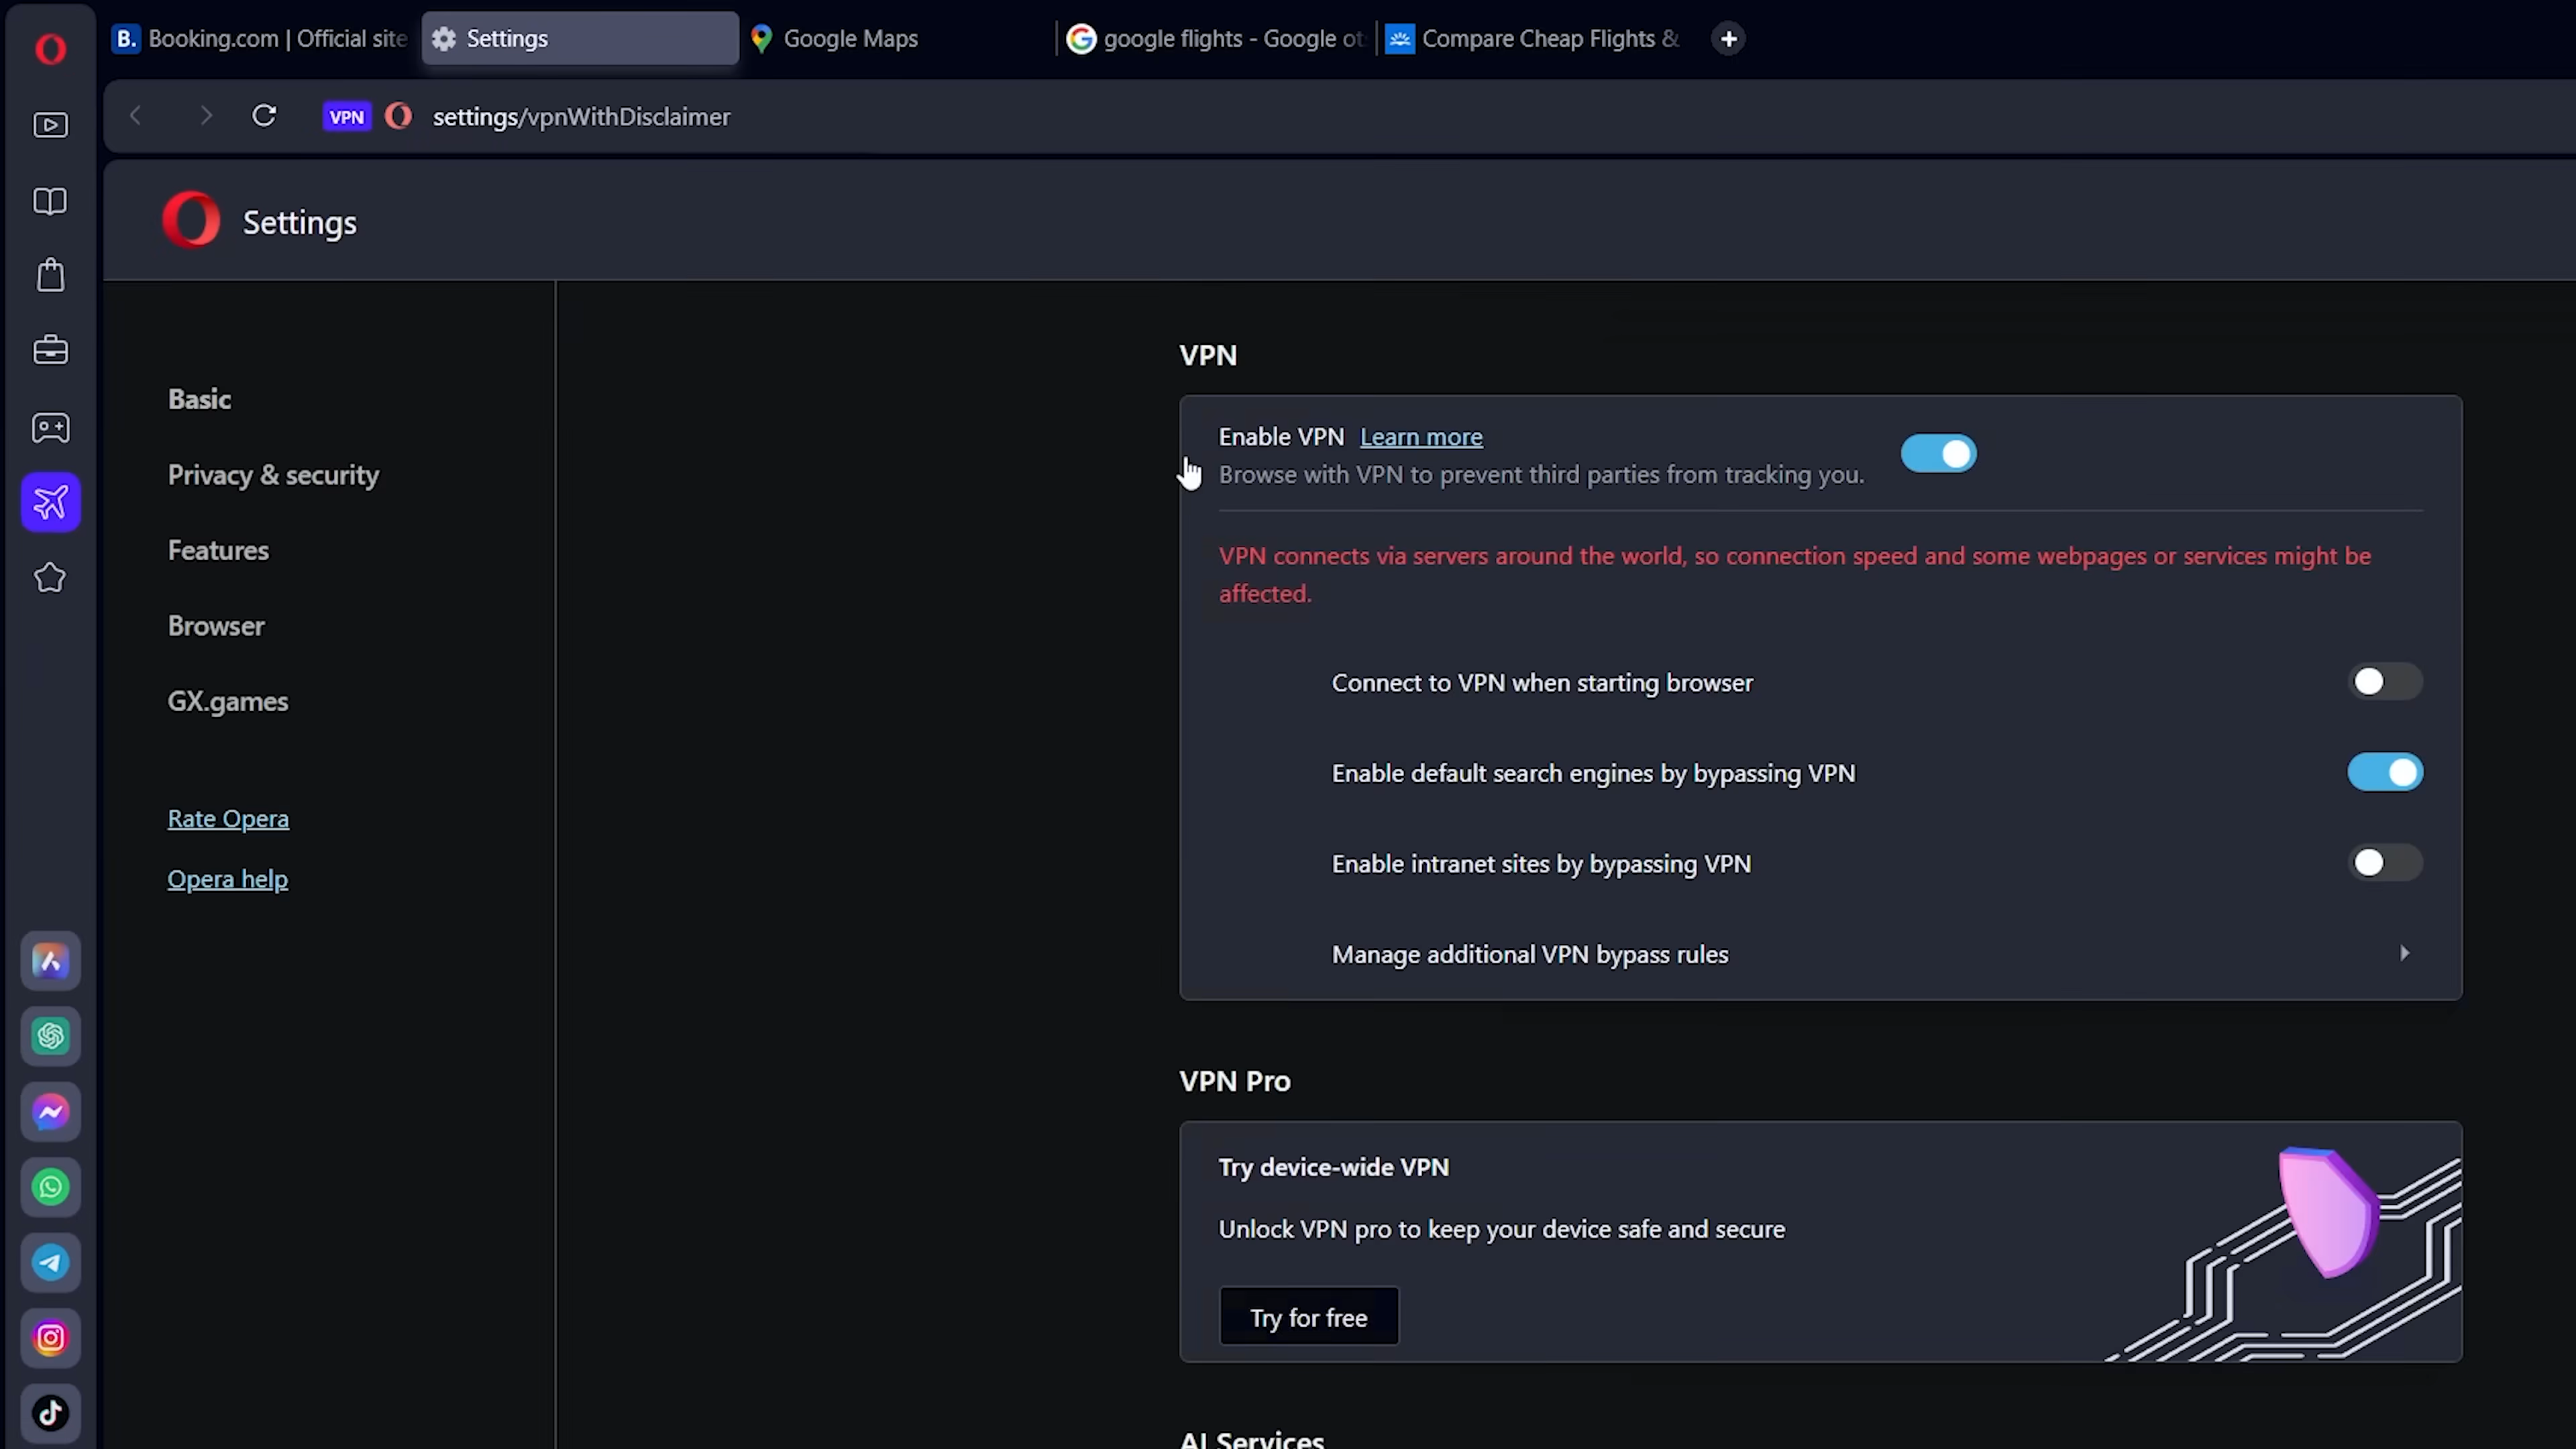 B. Booking.com | Official site
Settings
Google Maps
google flights - Google ot
Compare Cheap Flights &
VPN
settings/vpnWithDisclaimer
Settings
Basic
Privacy & security
Features
Browser
GX.games
Rate Opera
Opera help
VPN
Enable VPN Learn more
Browse with VPN to prevent third parties from tracking you.
VPN connects via servers around the world, so connection speed and some webpages or services might be
affected.
Connect to VPN when starting browser
Enable default search engines by bypassing VPN
Enable intranet sites by bypassing VPN
Manage additional VPN bypass rules
VPN Pro
Try device-wide VPN
Unlock VPN pro to keep your device safe and secure
Try for free
AI Services